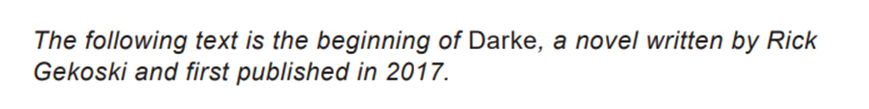 The following text is the beginning of Darke, a novel written by Rick
Gekoski and first published in 2017.